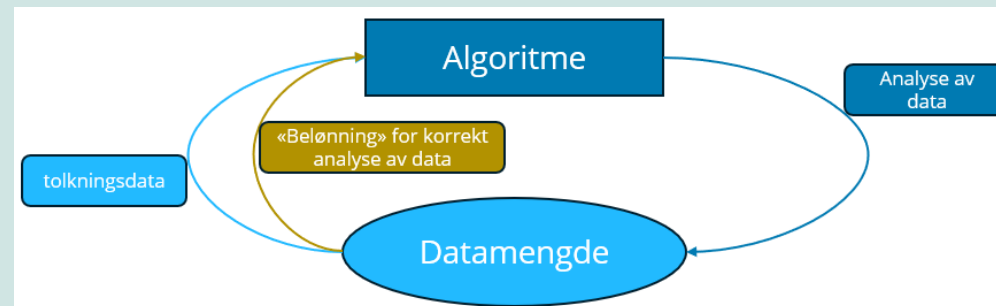 Algoritme
Analyse av
data
«Belønning» for korrekt
analyse av data
tolkningsdata
Datamengde